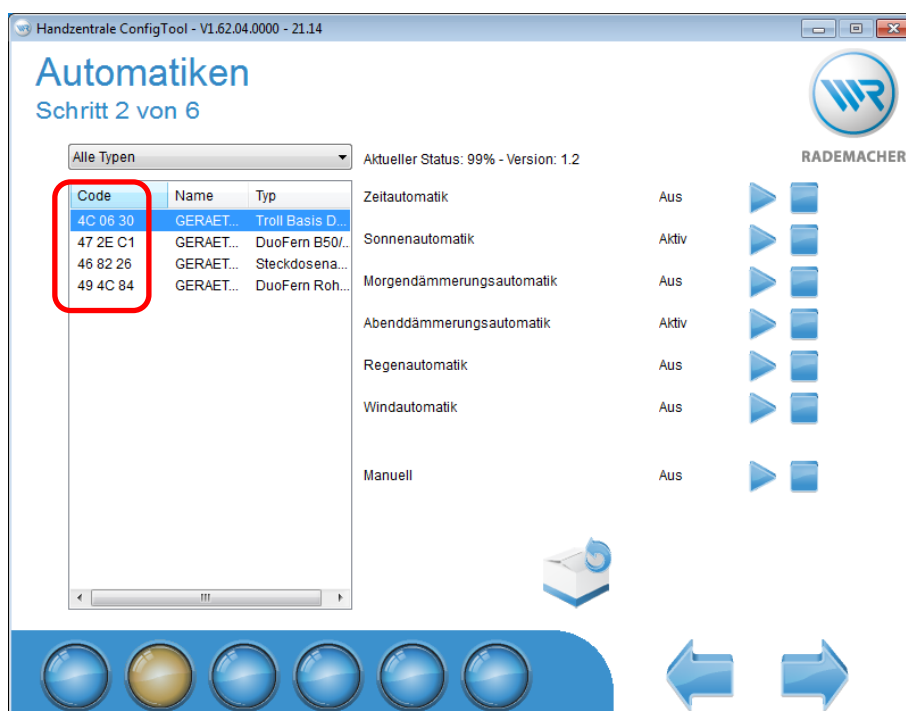 Handzentrale ConfigTool - V1.62.04.0000 - 21.14
Automatiken
Schritt 2 von 6
RADEMACHER
Alle Typen
Aktueller Status: 99% - Version: 1.2
Code Name Typ
4C 06 30 GERAET... Troll Basis D...
47 2E C1 GERAET... DuoFern B50/..
46 82 26 GERAET... Steckdosena...
49 4C 84 GERAET... DuoFern Roh...
Zeitautomatik Aus
Sonnenautomatik Aktiv
Morgendämmerungsautomatik Aus
Abenddämmerungsautomatik Aktiv
Regenautomatik Aus
Windautomatik Aus
Manuell Aus